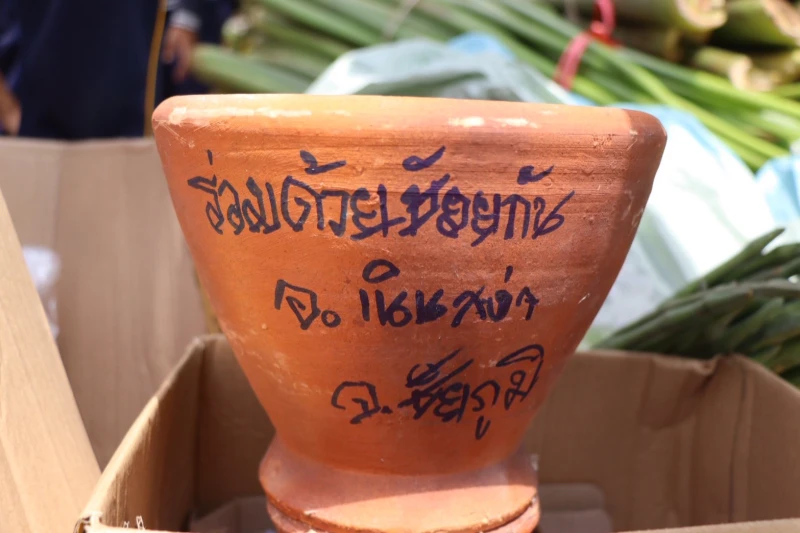 ร่วมด้วยช่วยกัน
อ. เนินสง่า
จ. ชัยภูมิ